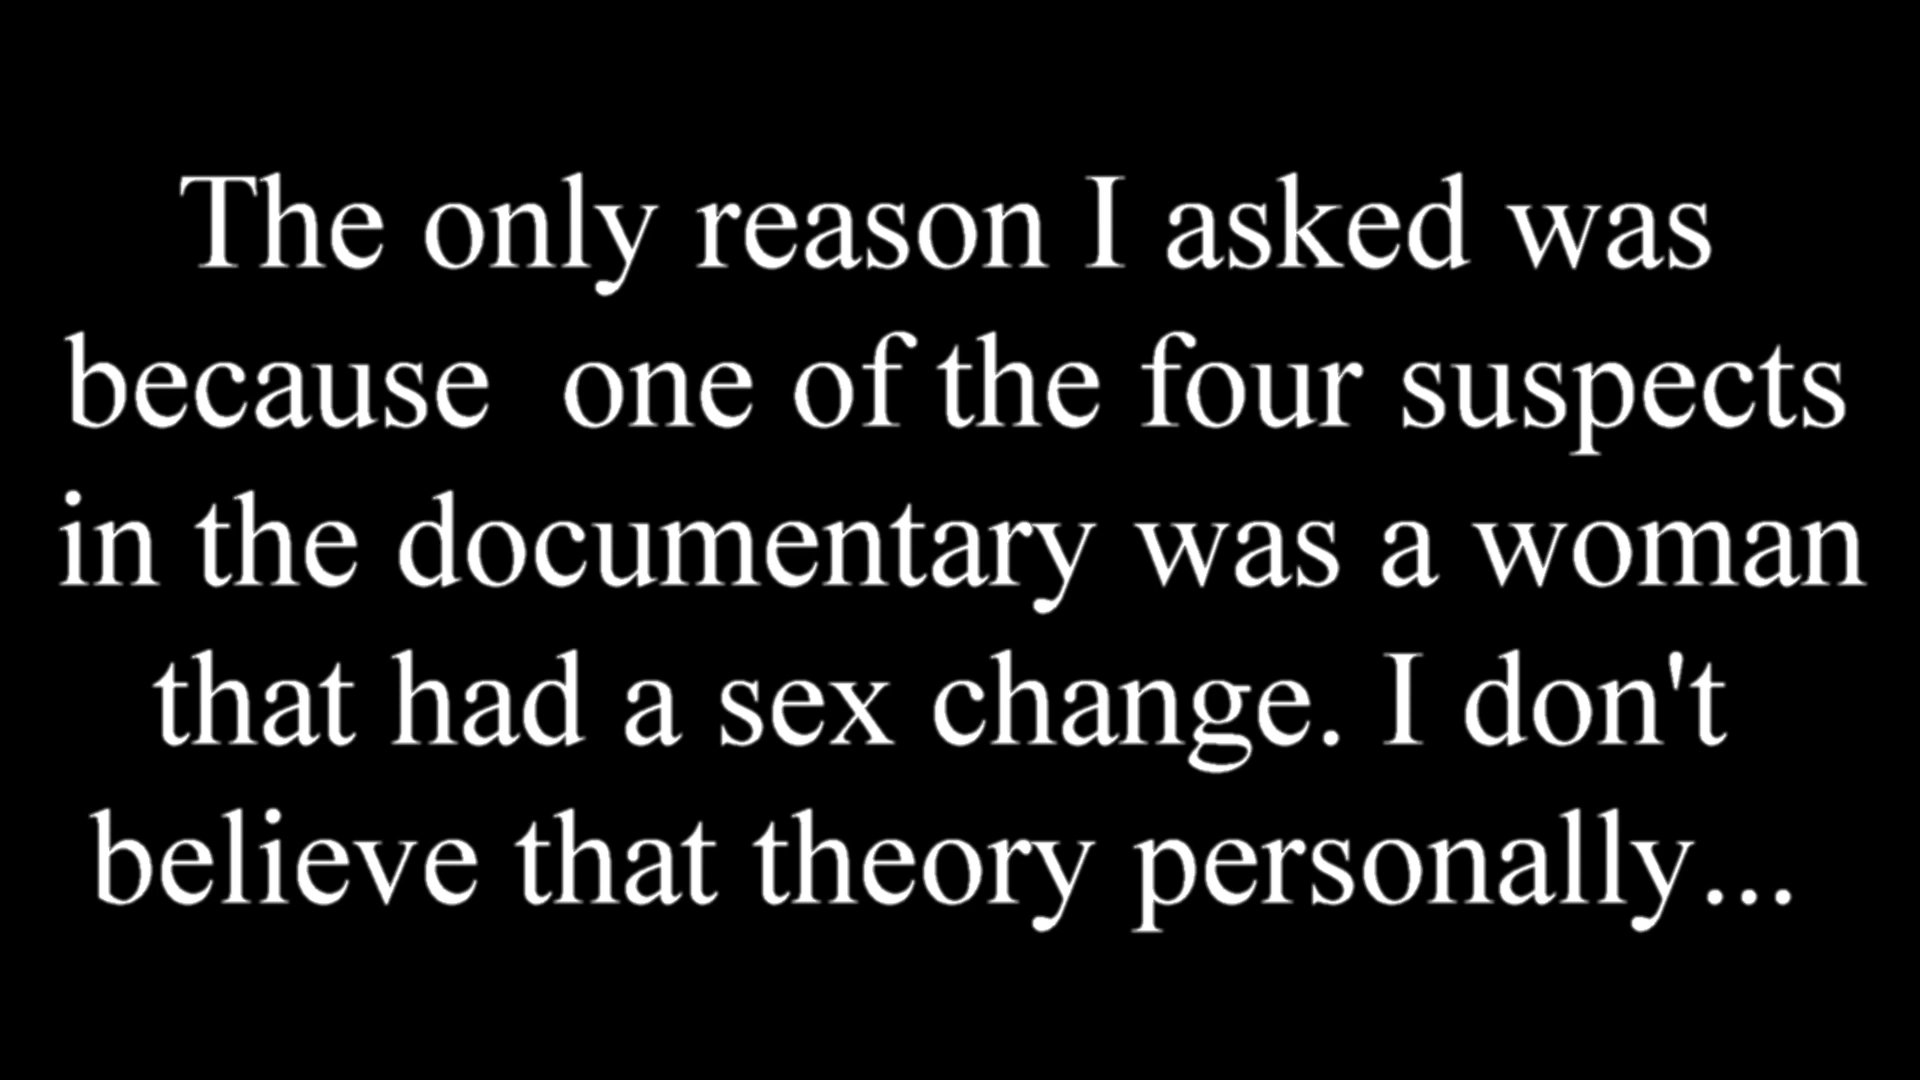 The only reason I asked was
because  one of the four suspects
in the documentary was a woman
that had a sex change. I don't
believe that theory personally...